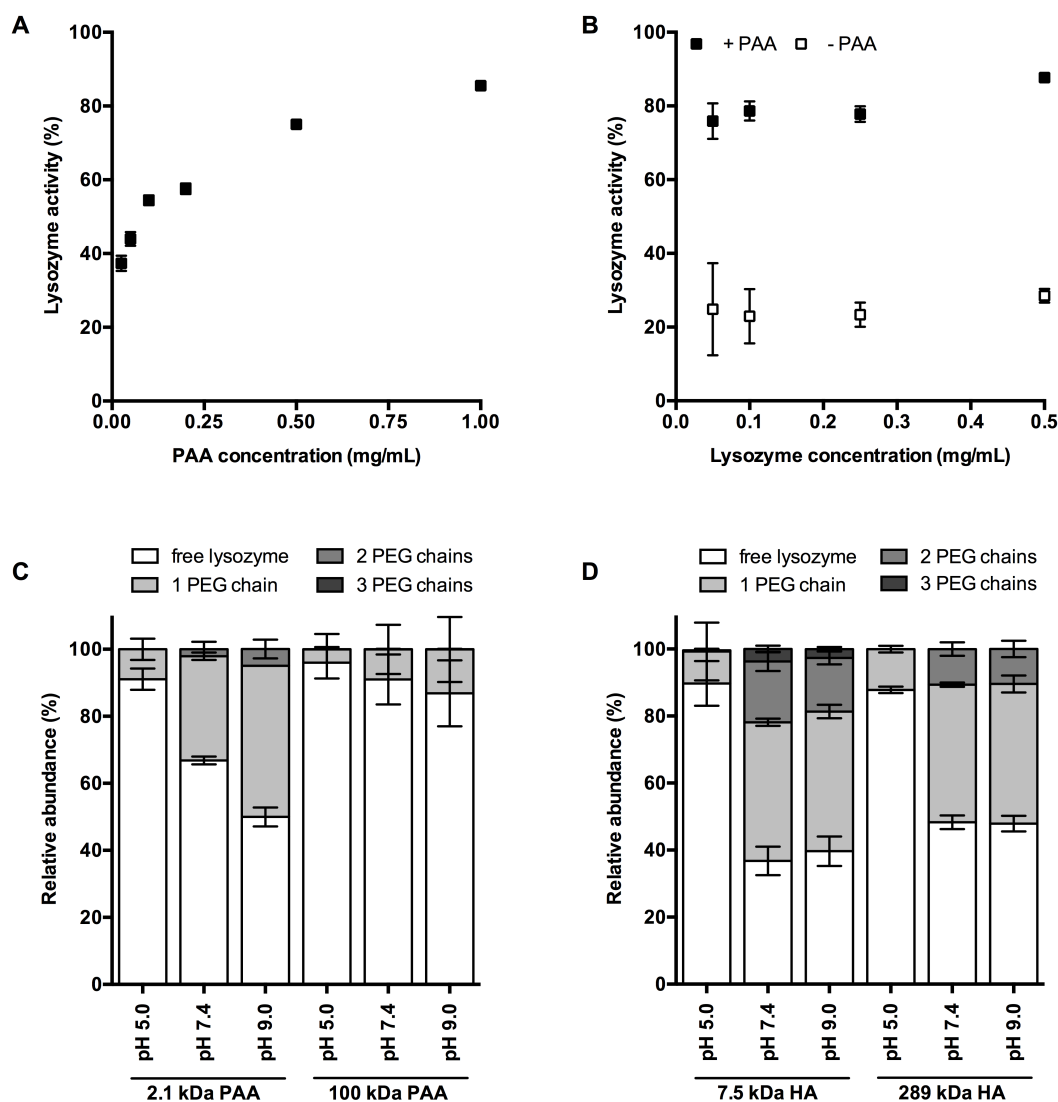 A
Lysozyme activity (%)
100
80
60
40
20
0
0.00 0.25 0.50 0.75 1.00
PAA concentration (mg/mL)
B
+ PAA - PAA
Lysozyme activity (%)
100
80
60
40
20
0
0.0 0.1 0.2 0.3 0.4 0.5
Lysozyme concentration (mg/mL)
C
free lysozyme 2 PEG chains
1 PEG chain 3 PEG chains
Relative abundance (%)
100
80
60
40
20
0
pH 5.0 pH 7.4 pH 9.0 pH 5.0 pH 7.4 pH 9.0
2.1 kDa PAA 100 kDa PAA
D
free lysozyme 2 PEG chains
1 PEG chain 3 PEG chains
Relative abundance (%)
100
80
60
40
20
0
pH 5.0 pH 7.4 pH 9.0 pH 5.0 pH 7.4 pH 9.0
7.5 kDa HA 289 kDa HA